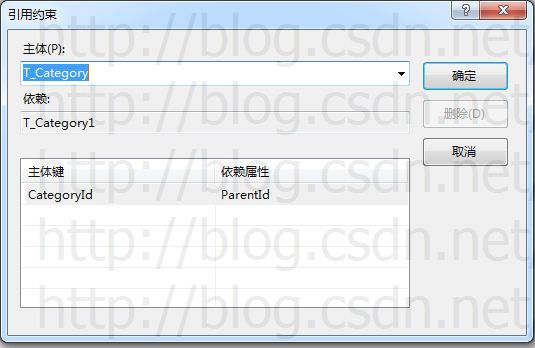 引用约束
主体(P):
T_Category
确定
依赖:
删除(D)
T_Category1
取消
主体键 依赖属性
CategoryId ParentId
http://blog.csdn.net/
http://blog.csdn.net/
http://blog.csdn.net/
http://blog.csdn.net/